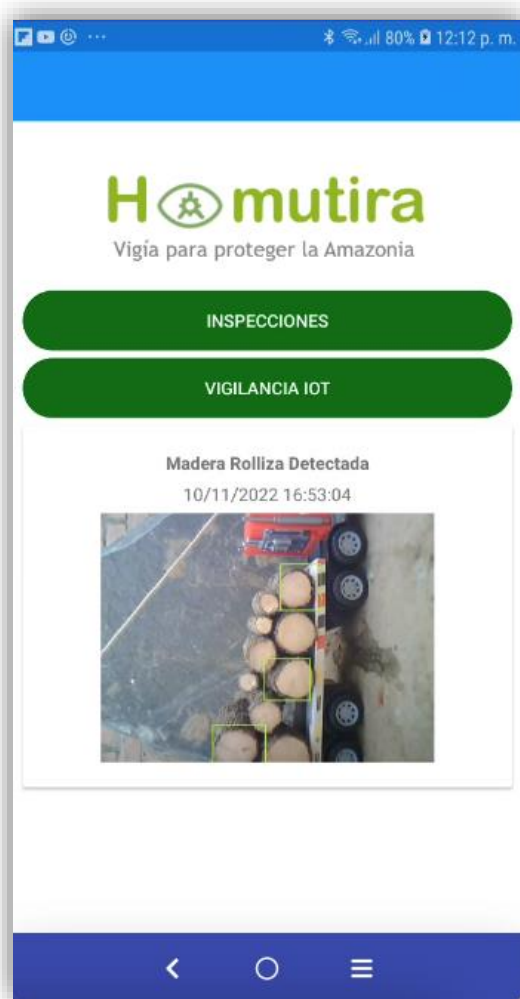 80% 12:12 p. m.
H mutira
Vigía para proteger la Amazonia
INSPECCIONES
VIGILANCIA IOT
Madera Rolliza Detectada
10/11/2022 16:53:04